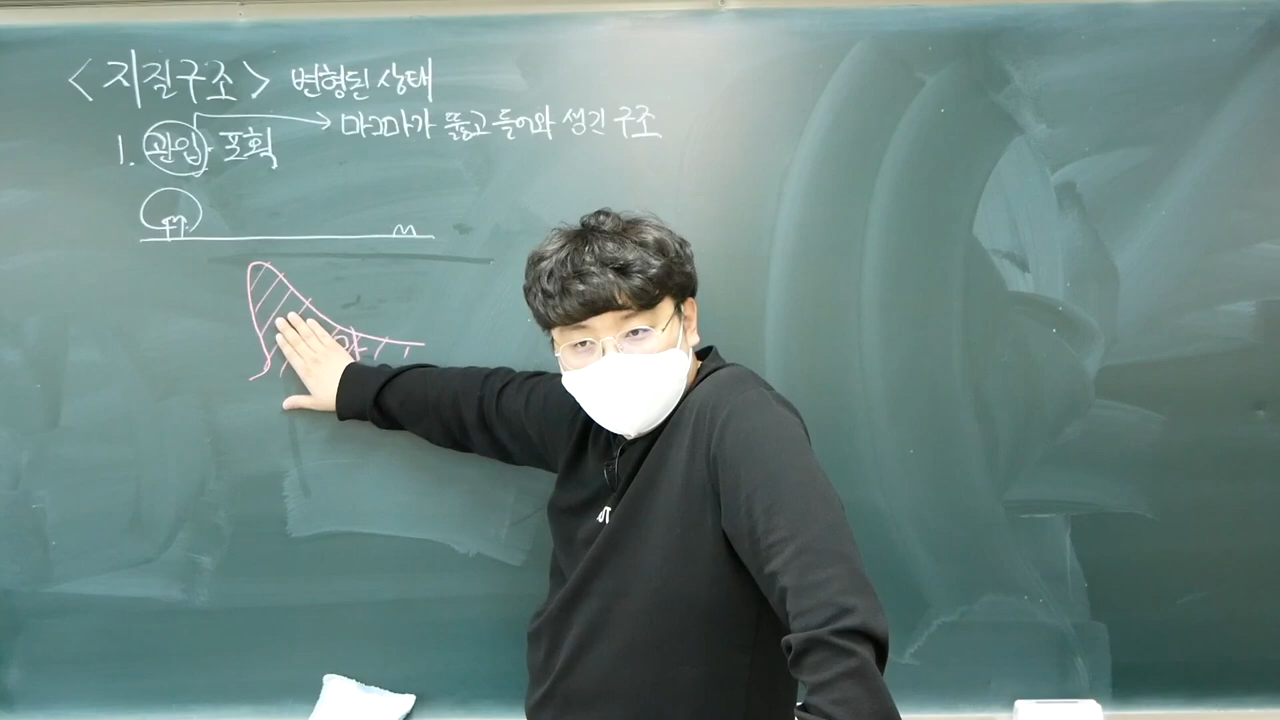 <지질구조> 변형된 상태
1. 관입, 포획 → 마그마가 뚫고 들어와 생긴 구조